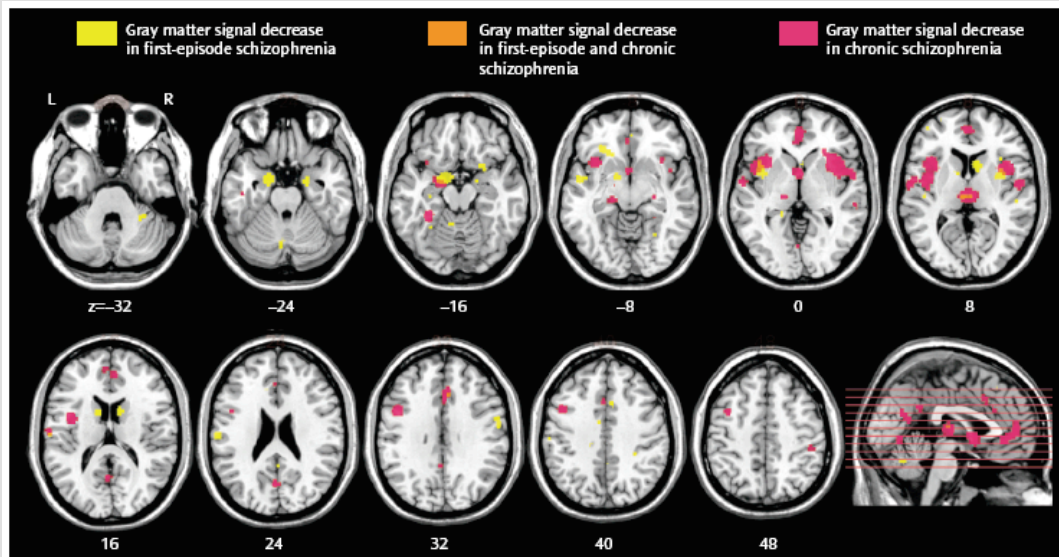 Gray matter signal decrease
in first-episode schizophrenia
Gray matter signal decrease
in first-episode and chronic
schizophrenia
Gray matter signal decrease
in chronic schizophrenia
L R
z=–32 –24 –16 –8 0 8
16 24 32 40 48